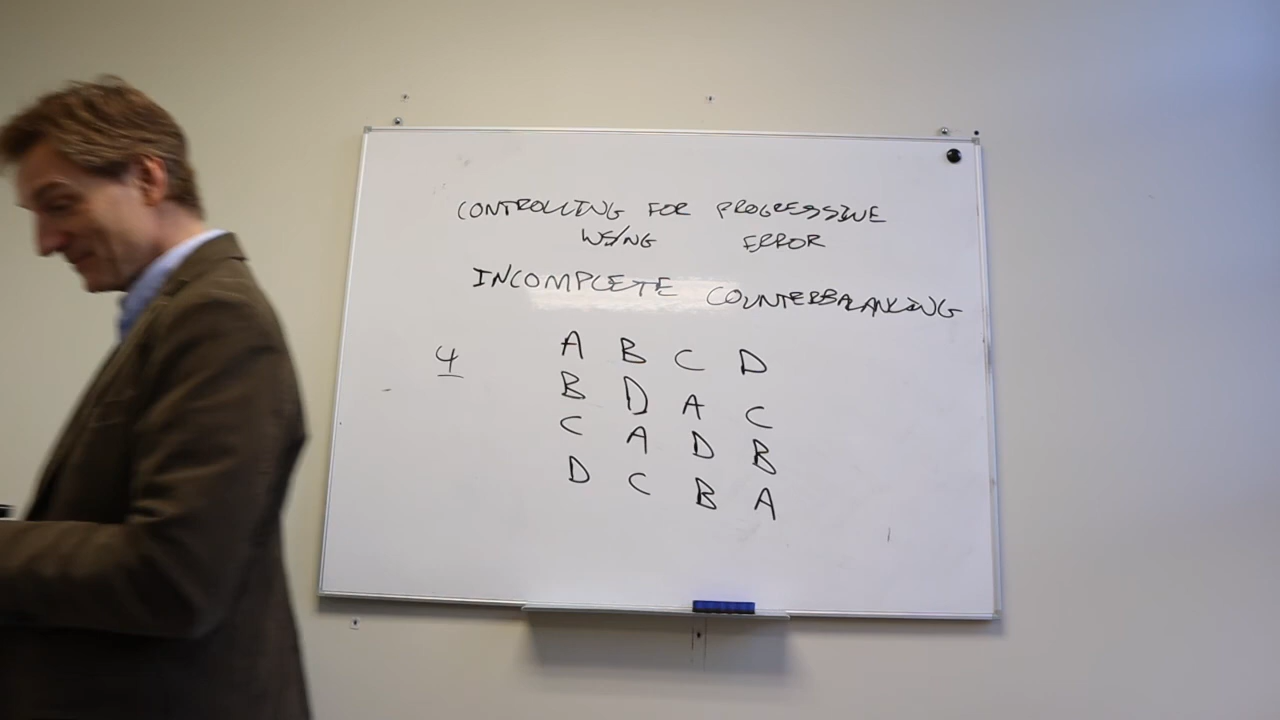 CONTROLLING FOR PROGRESSIVE
USING ERROR
INCOMPLETE COUNTERBALANCING
4
A B C D
B D A C
C A D B
D C B A